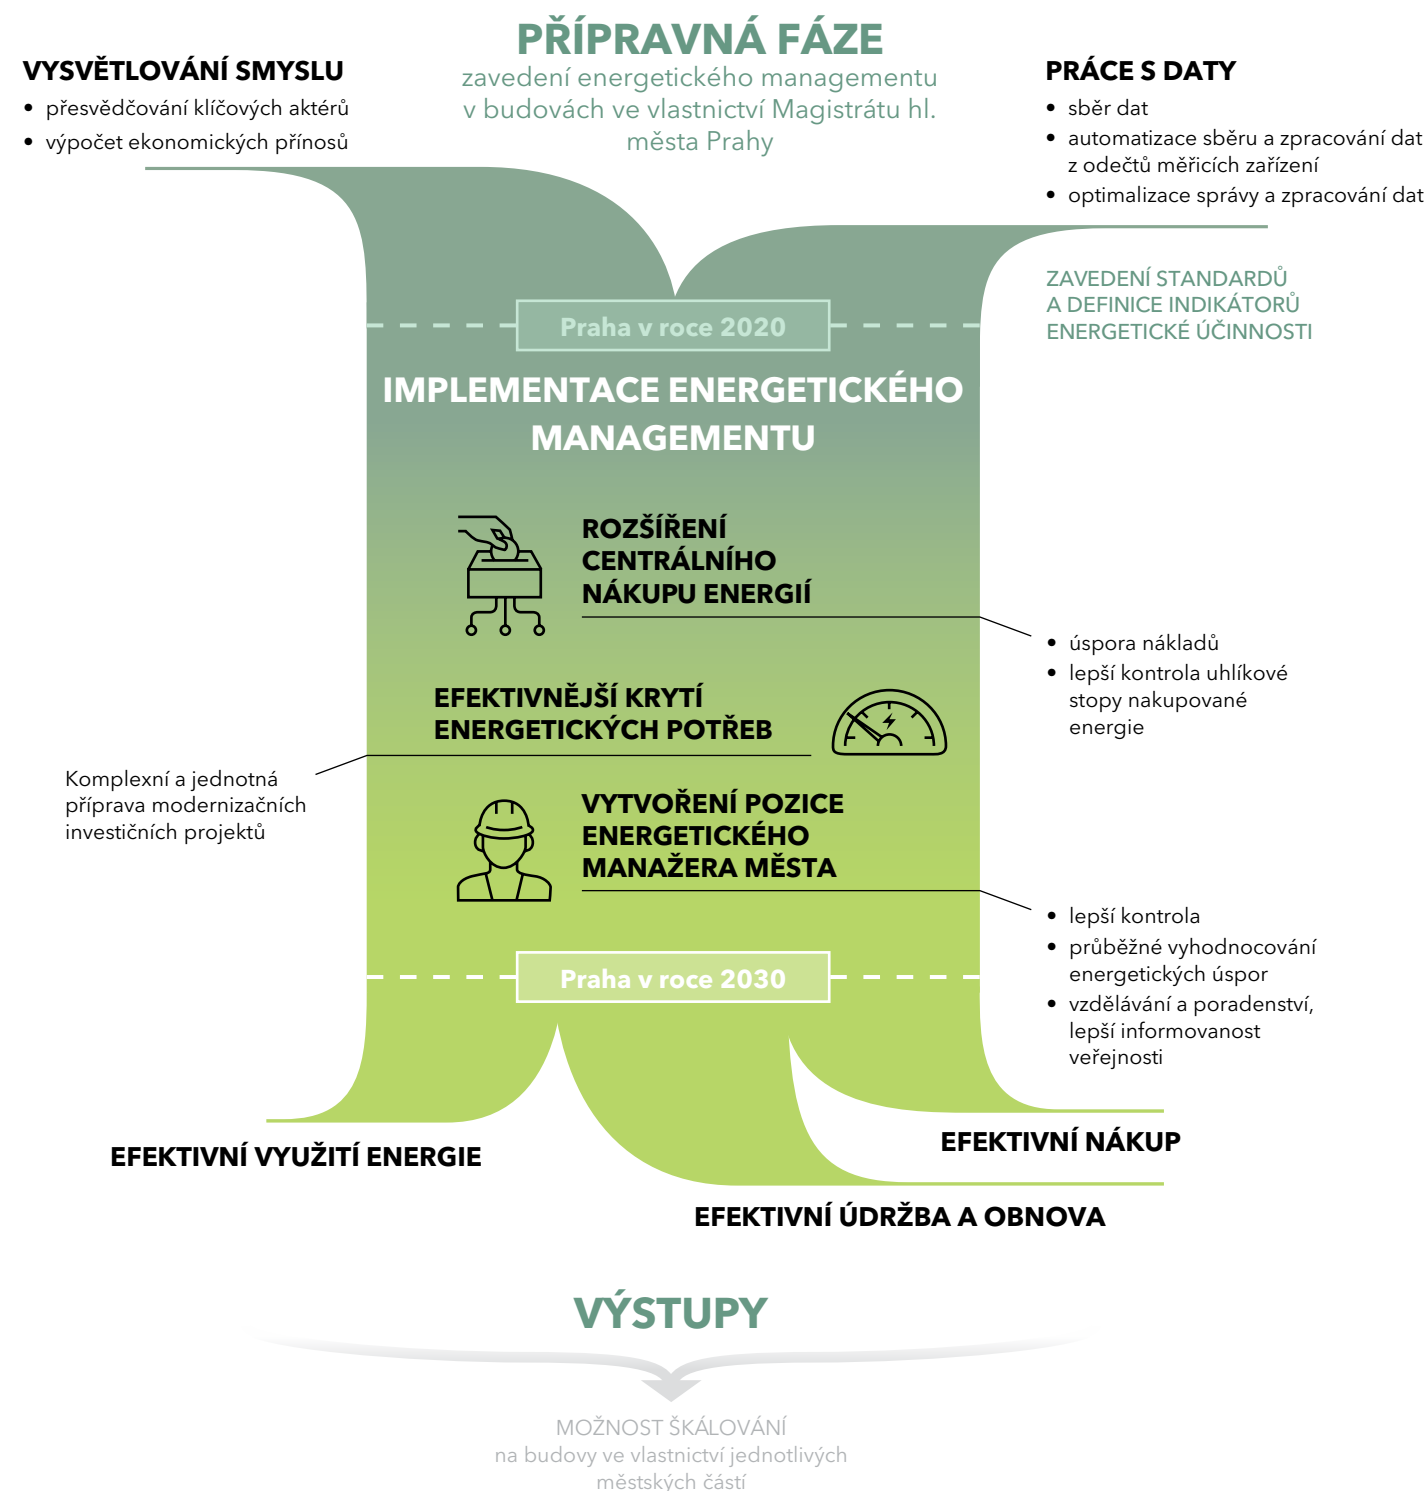 PŘÍPRAVNÁ FÁZE
zavedení energetického managementu
v budovách ve vlastnictví Magistrátu hl.
města Prahy
VYSVĚTLOVÁNÍ SMYSLU
• přesvědčování klíčových aktérů
• výpočet ekonomických přínosů
PRÁCE S DATY
• sběr dat
• automatizace sběru a zpracování dat
z odečtů měřicích zařízení
• optimalizace správy a zpracování dat
ZAVEDENÍ STANDARDŮ
A DEFINICE INDIKÁTORŮ
ENERGETICKÉ ÚČINNOSTI
Praha v roce 2020
IMPLEMENTACE ENERGETICKÉHO
MANAGEMENTU
ROZŠÍŘENÍ
CENTRÁLNÍHO
NÁKUPU ENERGIÍ
• úspora nákladů
• lepší kontrola uhlíkové
stopy nakupované
energie
EFEKTIVNĚJŠÍ KRYTÍ
ENERGETICKÝCH POTŘEB
Komplexní a jednotná
příprava modernizačních
investičních projektů
VYTVOŘENÍ POZICE
ENERGETICKÉHO
MANAŽERA MĚSTA
• lepší kontrola
• průběžné vyhodnocování
energetických úspor
• vzdělávání a poradenství,
lepší informovanost
veřejnosti
Praha v roce 2030
EFEKTIVNÍ VYUŽITÍ ENERGIE
EFEKTIVNÍ NÁKUP
EFEKTIVNÍ ÚDRŽBA A OBNOVA
VÝSTUPY
MOŽNOST ŠKÁLOVÁNÍ
na budovy ve vlastnictví jednotlivých
městských částí